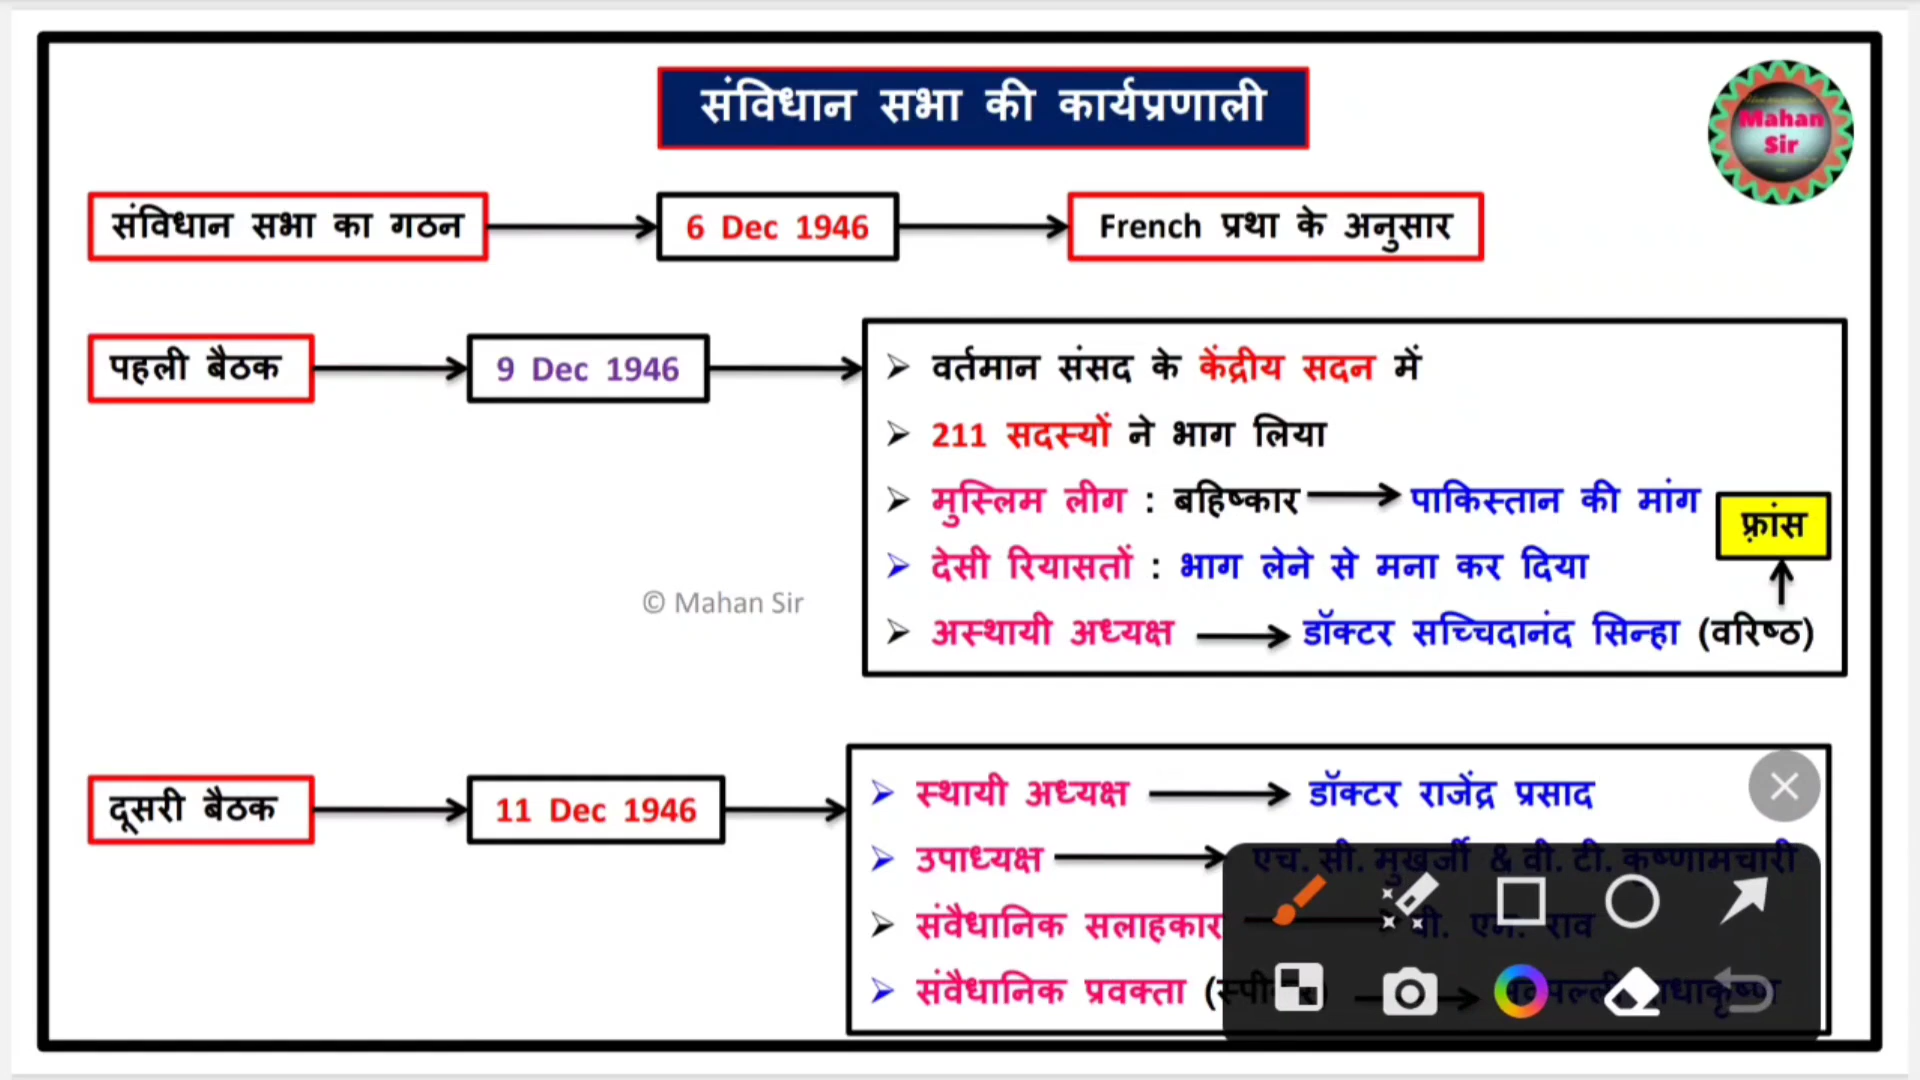 संविधान सभा की कार्यप्रणाली
Mahan
Sir
संविधान सभा का गठन
6 Dec 1946
French प्रथा के अनुसार
पहली बैठक
9 Dec 1946
वर्तमान संसद के केंद्रीय सदन में
211 सदस्यों ने भाग लिया
मुस्लिम लीग : बहिष्कार पाकिस्तान की मांग
फ़्रांस
देसी रियासतों : भाग लेने से मना कर दिया
अस्थायी अध्यक्ष डॉक्टर सच्चिदानंद सिन्हा (वरिष्ठ)
© Mahan Sir
दूसरी बैठक
11 Dec 1946
स्थायी अध्यक्ष डॉक्टर राजेंद्र प्रसाद
उपाध्यक्ष एच. सी. मुखर्जी & वी. टी. कृष्णामचारी
संवैधानिक सलाहकार एन. राव
संवैधानिक प्रवक्ता